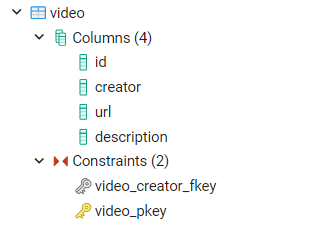 video
Columns (4)
id
creator
url
description
Constraints (2)
video_creator_fkey
video_pkey